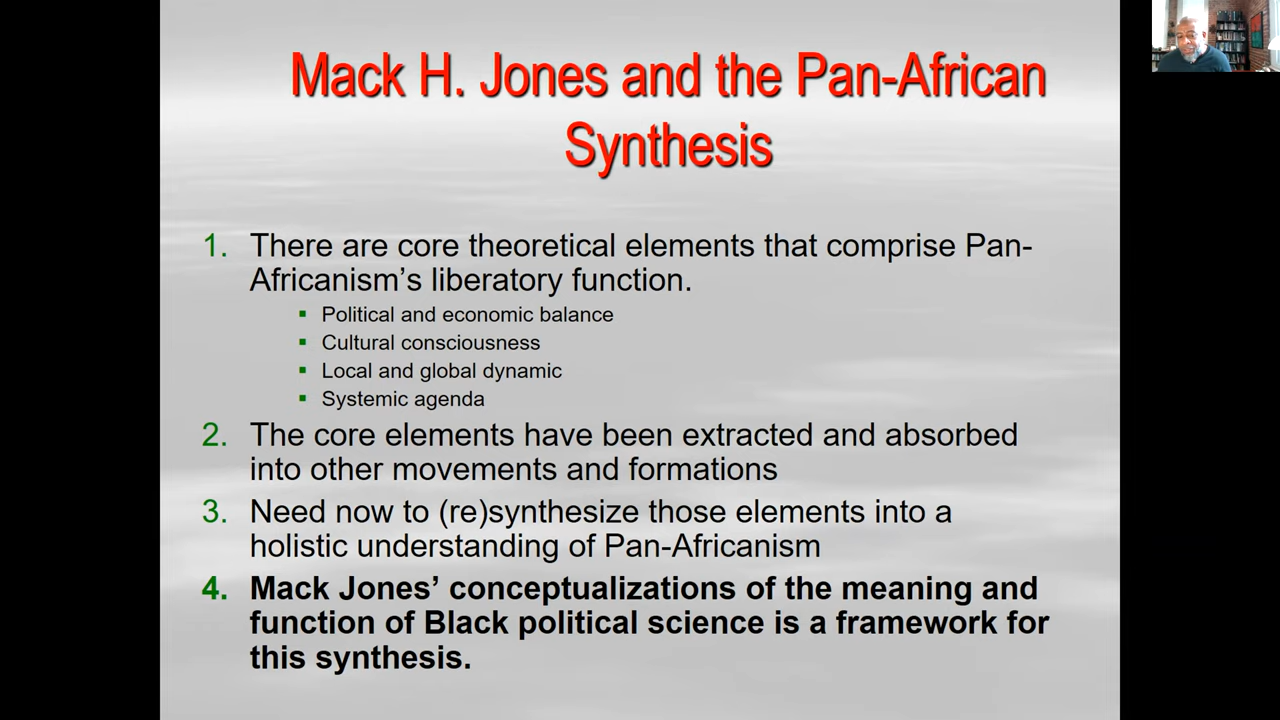 Mack H. Jones and the Pan-African
Synthesis
1. There are core theoretical elements that comprise Pan-
Africanism’s liberatory function.
▪ Political and economic balance
▪ Cultural consciousness
▪ Local and global dynamic
▪ Systemic agenda
2. The core elements have been extracted and absorbed
into other movements and formations
3. Need now to (re)synthesize those elements into a
holistic understanding of Pan-Africanism
4. Mack Jones’ conceptualizations of the meaning and
function of Black political science is a framework for
this synthesis.